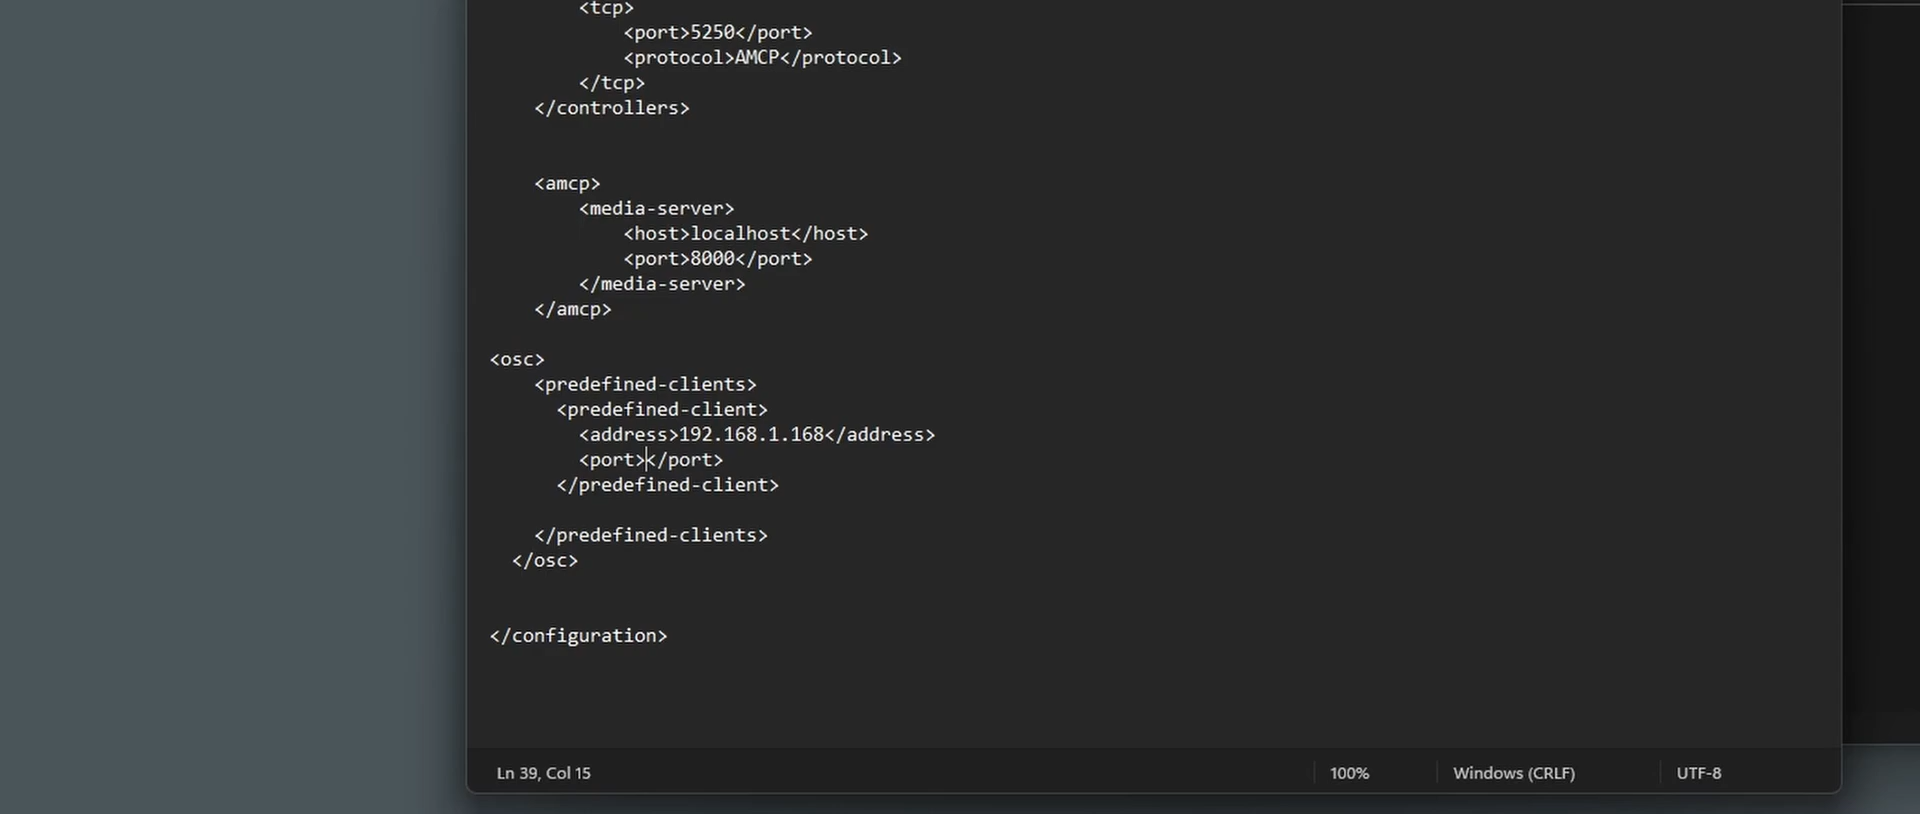 <tcp>
<port>5250</port>
<protocol>AMCP</protocol>
</tcp>
</controllers>
<amcp>
<media-server>
<host>localhost</host>
<port>8000</port>
</media-server>
</amcp>
<osc>
<predefined-clients>
<predefined-client>
<address>192.168.1.168</address>
<port></port>
</predefined-client>
</predefined-clients>
</osc>
</configuration>
Ln 39, Col 15 100% Windows (CRLF) UTF-8